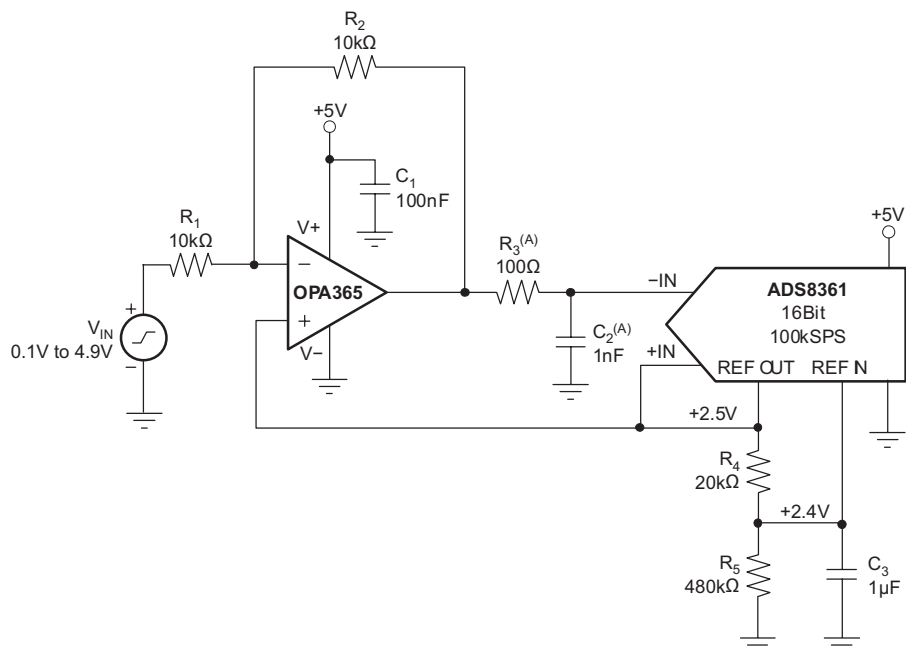 R2
10kΩ
+5V
C1
100nF
R1
10kΩ
V+
−
OPA365
+
V−
R3(A)
100Ω
C2(A)
1nF
+
VIN
0.1V to 4.9V
−
+5V
−IN
ADS8361
16Bit
100kSPS
+IN
REF OUT
REF IN
+2.5V
R4
20kΩ
+2.4V
R5
480kΩ
C3
1µF